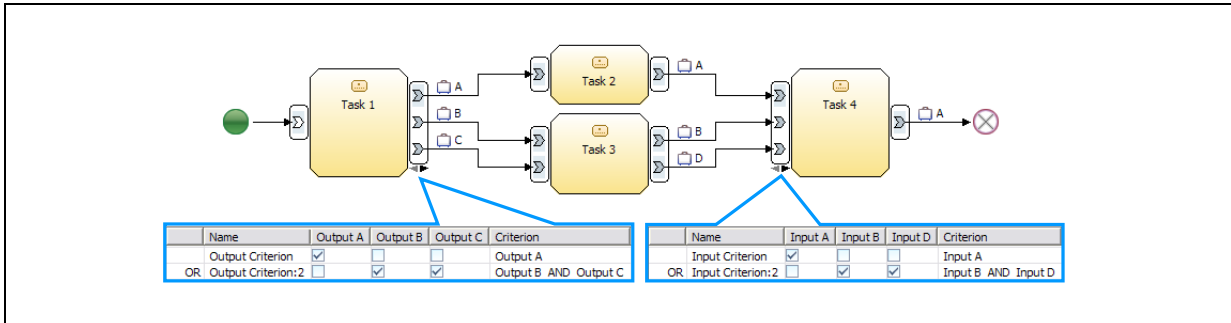 A
Task 2
A
Task 1
Task 4
B
A
C
Task 3
B
D
Name Output A Output B Output C Criterion
Output Criterion Output A
OR Output Criterion:2 Output B AND Output C
Name Input A Input B Input D Criterion
Input Criterion Input A
OR Input Criterion:2 Input B AND Input D